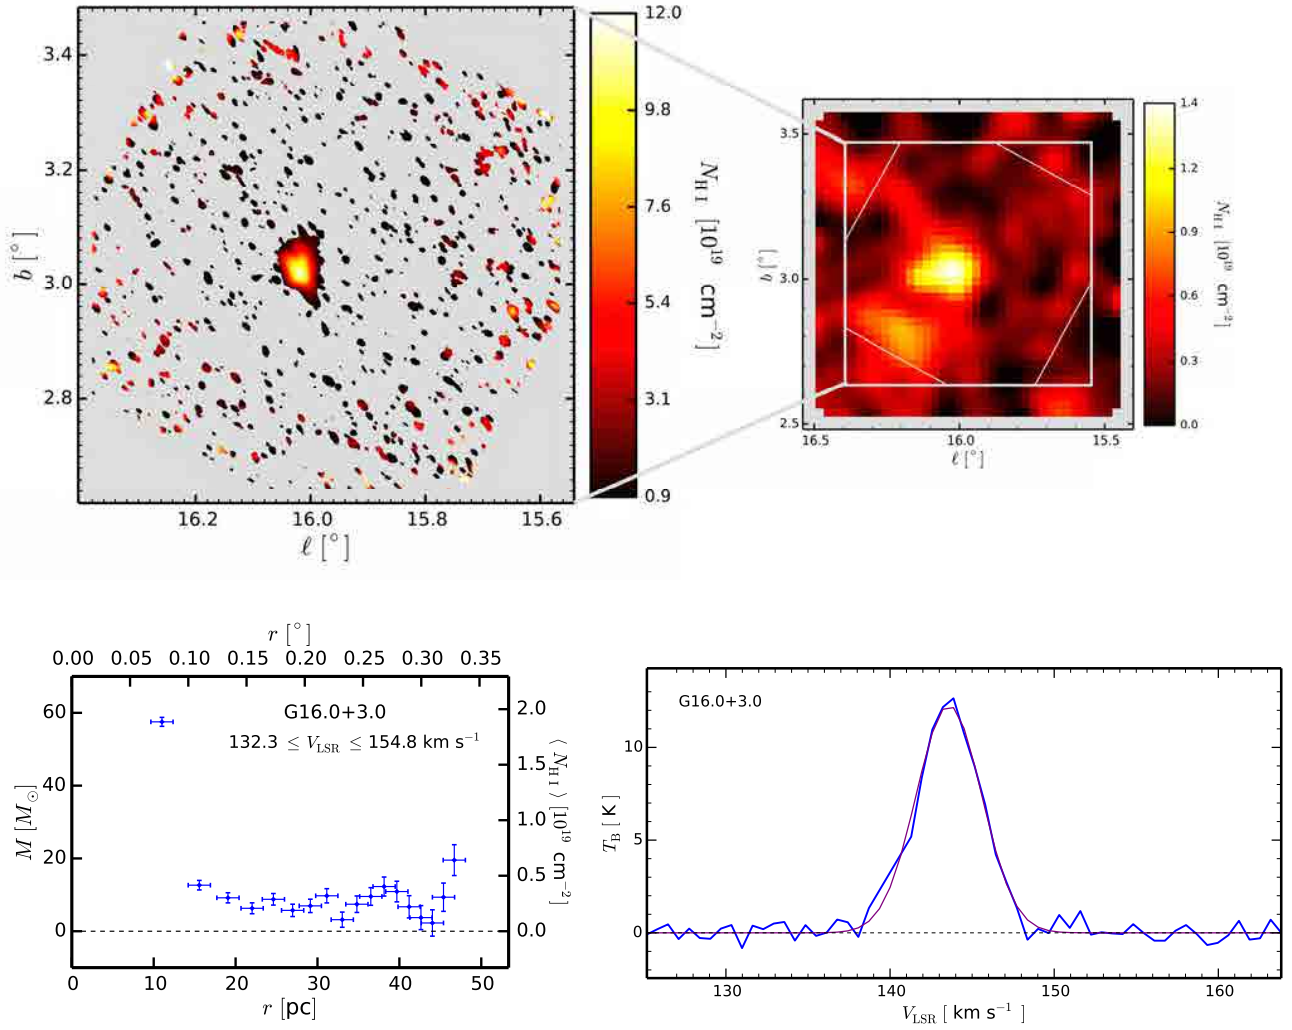 3.4
3.2
3.0
2.8
b [°]
16.2 16.0 15.8 15.6
ℓ [°]
12.0
9.8
7.6
5.4
3.1
0.9
N_H I [10^19 cm^−2]
3.5
3.0
2.5
b [°]
16.5 16.0 15.5
ℓ [°]
1.4
1.2
0.9
0.6
0.3
0.0
N_H I [10^19 cm^−2]
r [°]
0.00 0.05 0.10 0.15 0.20 0.25 0.30 0.35
60
40
20
0
M [M_⊙]
G16.0+3.0
132.3 ≤ V_LSR ≤ 154.8 km s^−1
2.0
1.5
1.0
0.5
0.0
⟨ N_H I ⟩ [10^19 cm^−2]
0 10 20 30 40 50
r [pc]
G16.0+3.0
10
5
0
T_B [ K ]
130 140 150 160
V_LSR [ km s^−1 ]